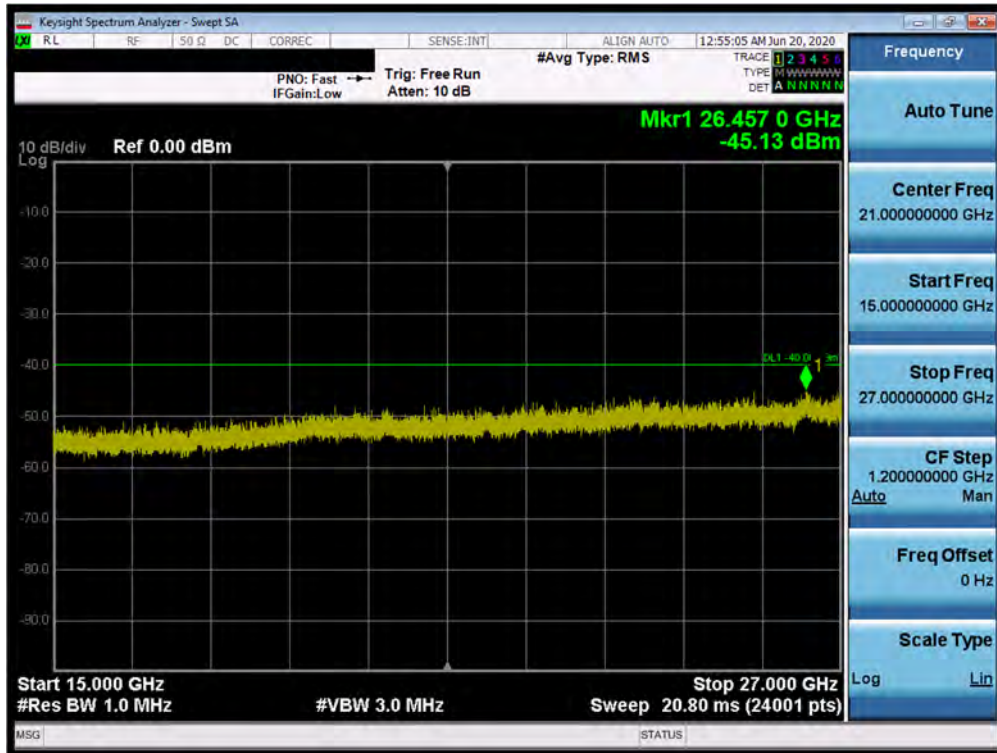 Keysight Spectrum Analyzer - Swept SA
LXI RL RF 50 Ω DC CORREC SENSE:INT ALIGN AUTO 12:55:05 AM Jun 20, 2020
#Avg Type: RMS TRACE 1 2 3 4 5 6
PNO: Fast Trig: Free Run TYPE M WWWWW
IFGain:Low Atten: 10 dB DET A N N N N N
Mkr1 26.457 0 GHz
-45.13 dBm
10 dB/div Ref 0.00 dBm
Log
-10.0
-20.0
-30.0
-40.0
DL1 -40.0
1
-50.0
-60.0
-70.0
-80.0
-90.0
Start 15.000 GHz Stop 27.000 GHz
#Res BW 1.0 MHz #VBW 3.0 MHz Sweep 20.80 ms (24001 pts)
MSG STATUS
Frequency
Auto Tune
Center Freq
21.000000000 GHz
Start Freq
15.000000000 GHz
Stop Freq
27.000000000 GHz
CF Step
1.200000000 GHz
Auto Man
Freq Offset
0 Hz
Scale Type
Log Lin